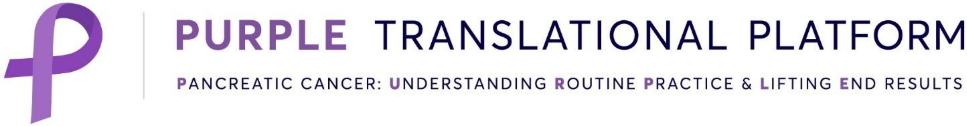 PURPLE TRANSLATIONAL PLATFORM
PANCREATIC CANCER: UNDERSTANDING ROUTINE PRACTICE & LIFTING END RESULTS